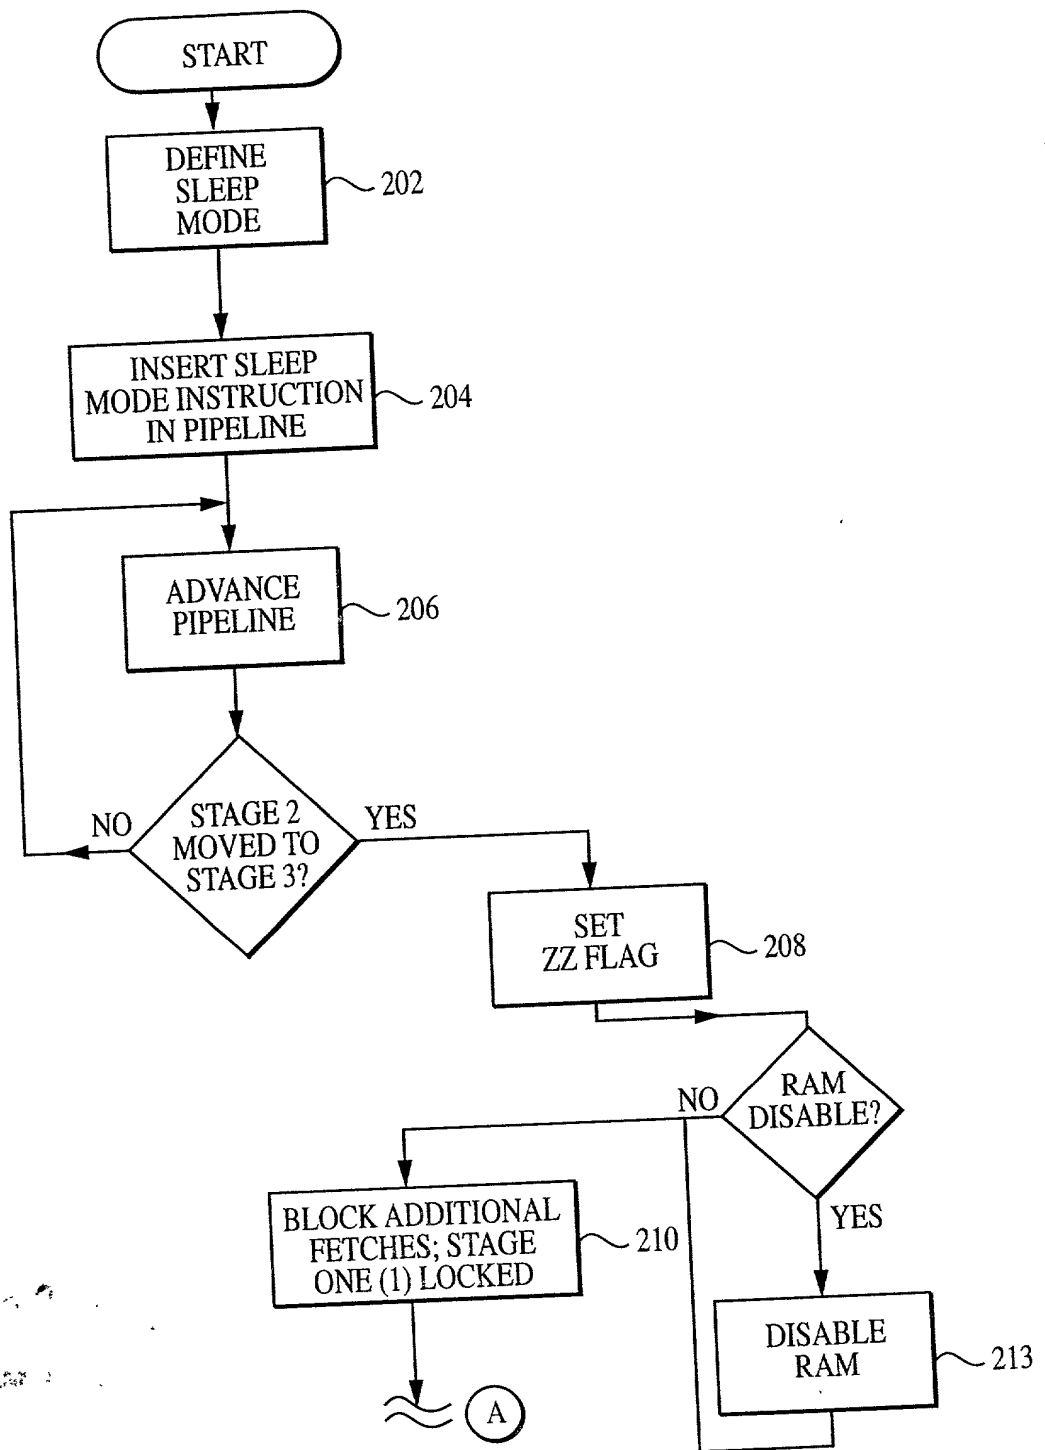 START
DEFINE
SLEEP
MODE
202
INSERT SLEEP
MODE INSTRUCTION
IN PIPELINE
204
ADVANCE
PIPELINE
206
NO
STAGE 2
MOVED TO
STAGE 3?
YES
SET
ZZ FLAG
208
NO
RAM
DISABLE?
YES
BLOCK ADDITIONAL
FETCHES; STAGE
ONE (1) LOCKED
210
DISABLE
RAM
213
A